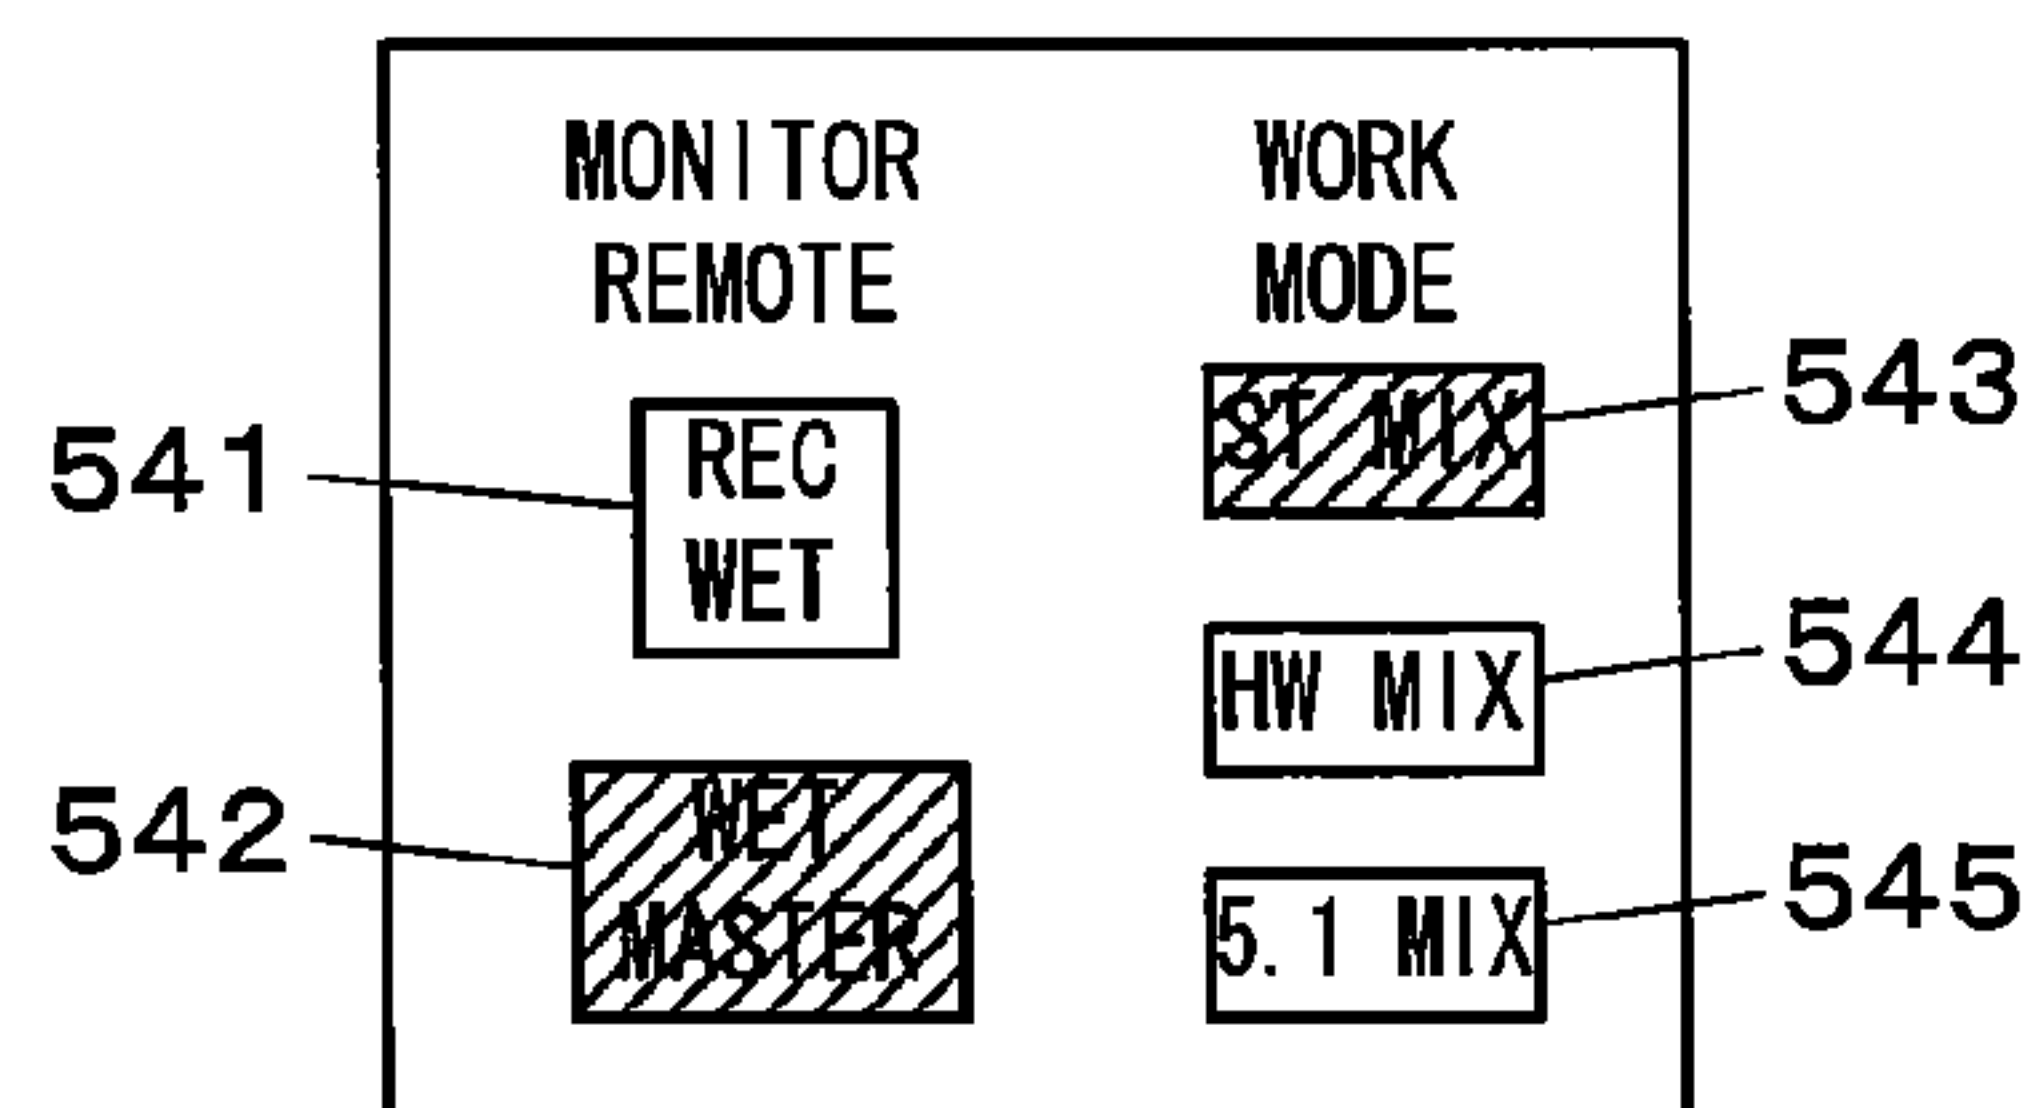 MONITOR
REMOTE
541
REC
WET
542
WET
MASTER
WORK
MODE
ST MIX
543
HW MIX
544
5.1 MIX
545